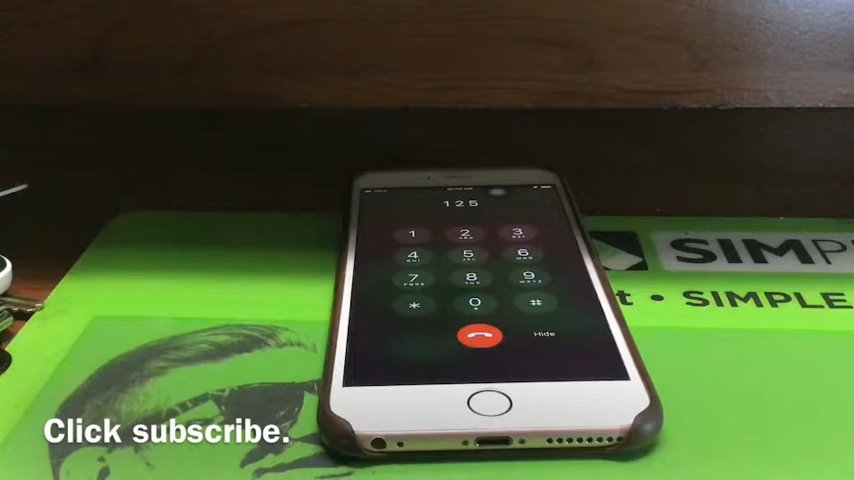 125
1
2
ABC
3
DEF
4
GHI
5
JKL
6
MNO
7
PQRS
8
TUV
9
WXYZ
*
0
+
#
Hide
SIMPL
t • SIMPLE
Click subscribe.